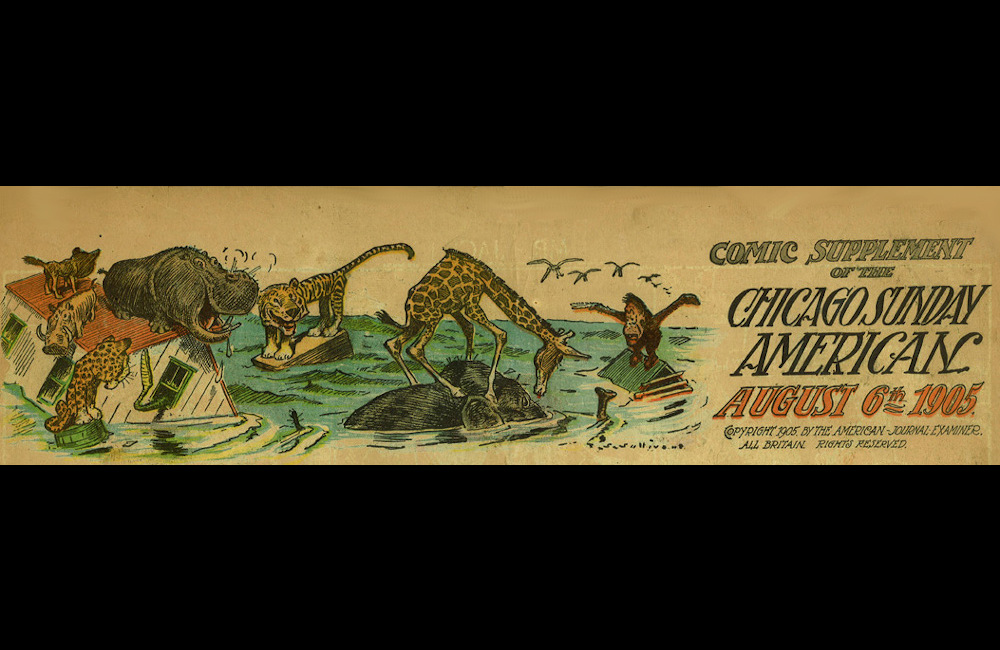 COMIC SUPPLEMENT
OF THE
CHICAGO SUNDAY
AMERICAN
AUGUST 6th 1905.
COPYRIGHT 1905, BY THE AMERICAN-JOURNAL-EXAMINER.
ALL BRITAIN RIGHTS RESERVED.